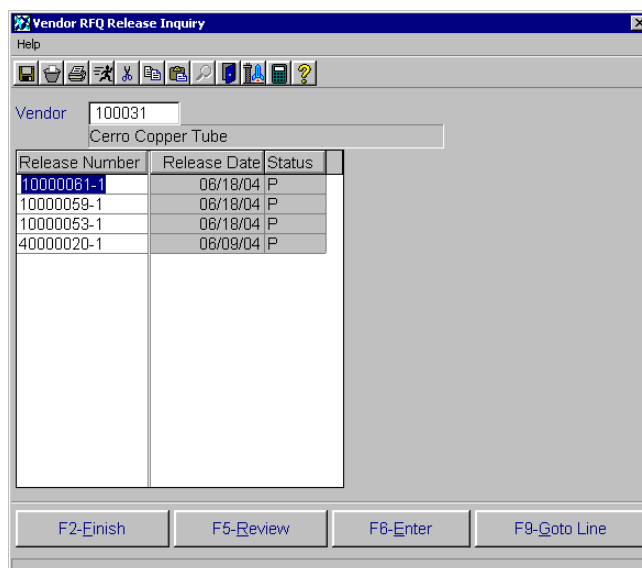 Vendor RFQ Release Inquiry
Help
Vendor 100031
Cerro Copper Tube
Release Number Release Date Status
10000061-1 06/18/04 P
10000059-1 06/18/04 P
10000053-1 06/18/04 P
40000020-1 06/09/04 P
F2-Finish F5-Review F6-Enter F9-Goto Line